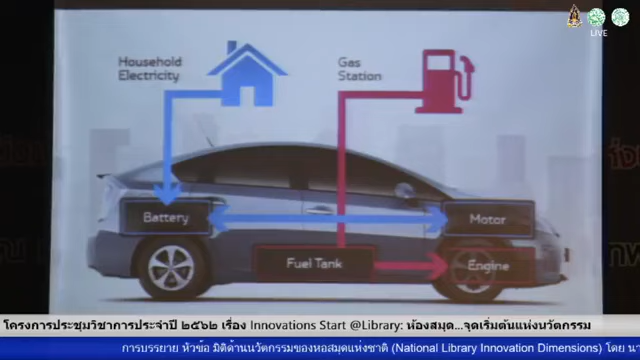 LIVE
Household
Electricity
Gas
Station
Battery
Motor
Fuel Tank
Engine
โครงการประชุมวิชาการประจำปี ๒๕๖๒ เรื่อง Innovations Start @Library: ห้องสมุด...จุดเริ่มต้นแห่งนวัตกรรม
การบรรยาย หัวข้อ มิติด้านนวัตกรรมของหอสมุดแห่งชาติ (National Library Innovation Dimensions) โดย นา